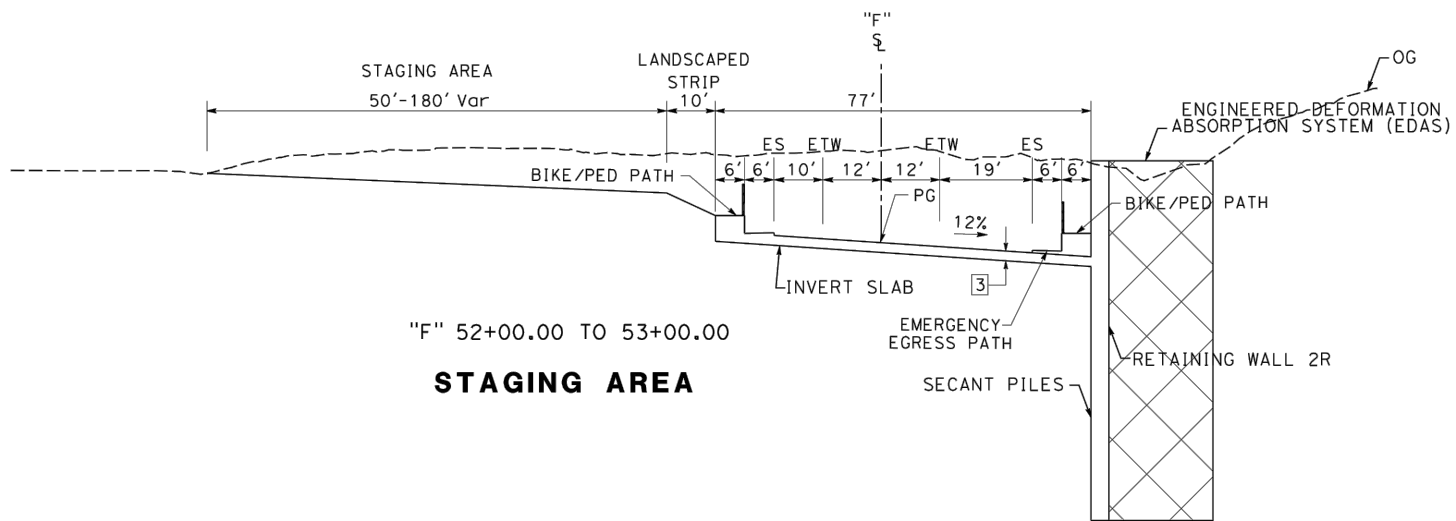 "F"
℄
OG
STAGING AREA
LANDSCAPED
STRIP
50'-180' Var
10'
77'
ENGINEERED DEFORMATION
ABSORPTION SYSTEM (EDAS)
ES ETW ETW ES
6' 6' 10' 12' 12' 19' 6' 6'
BIKE/PED PATH
PG
BIKE/PED PATH
12%
INVERT SLAB
3
EMERGENCY
EGRESS PATH
"F" 52+00.00 TO 53+00.00
STAGING AREA
RETAINING WALL 2R
SECANT PILES